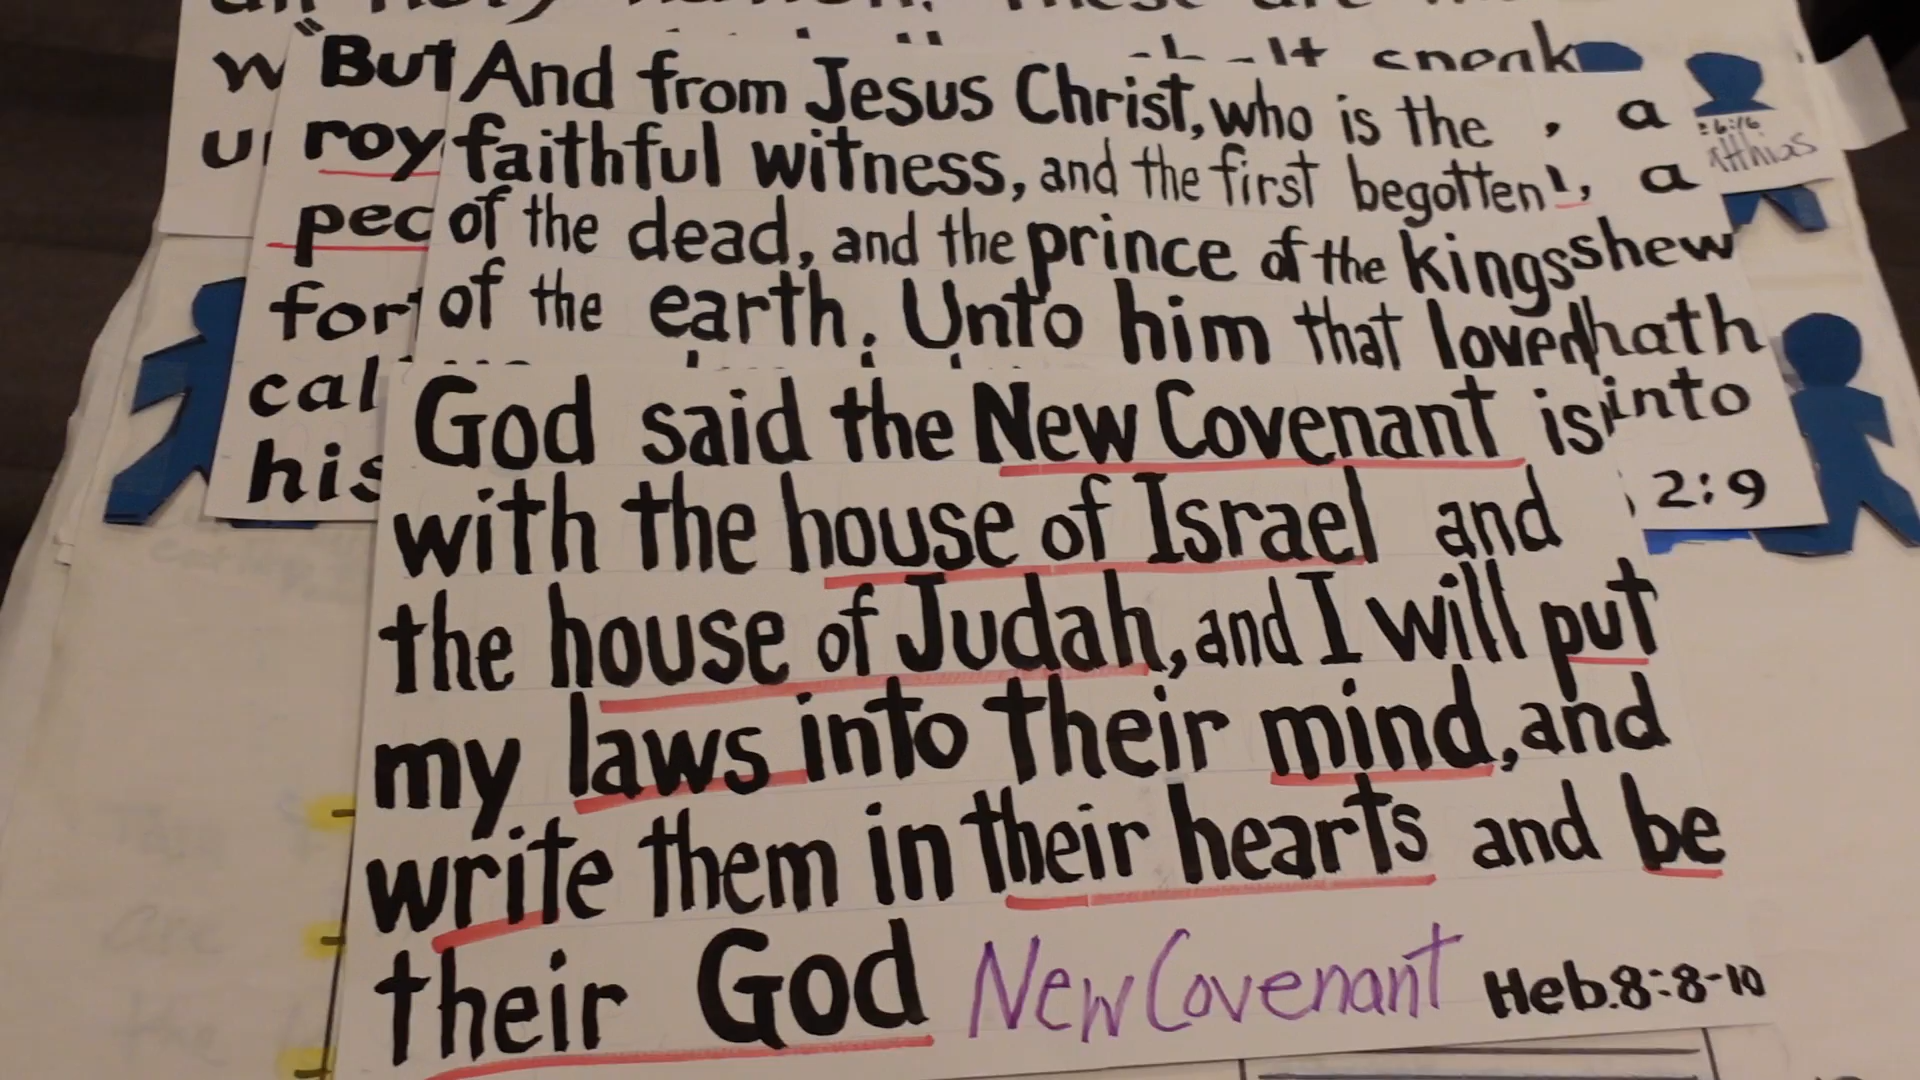 "But
roy
pec
for
cal
his
And from Jesus Christ, who is the
faithful witness, and the first begotten
of the dead, and the prince of the kings
of the earth. Unto him that loved
, a
, a
shew
hath
into
2:9
God said the New Covenant is
with the house of Israel and
the house of Judah, and I will put
my laws into their mind, and
write them in their hearts and be
their God New Covenant Heb. 8:8-10